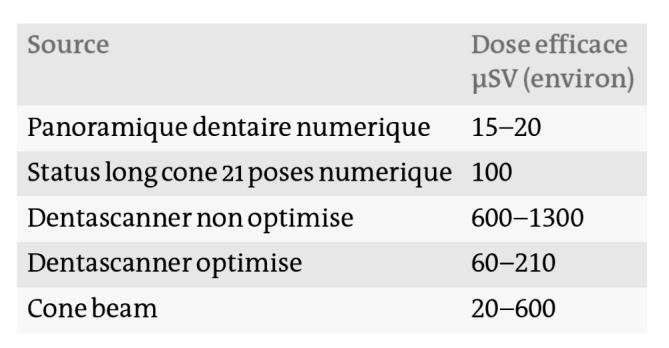 Source Dose efficace
µSV (environ)
Panoramique dentaire numerique 15–20
Status long cone 21 poses numerique 100
Dentascanner non optimise 600–1300
Dentascanner optimise 60–210
Cone beam 20–600